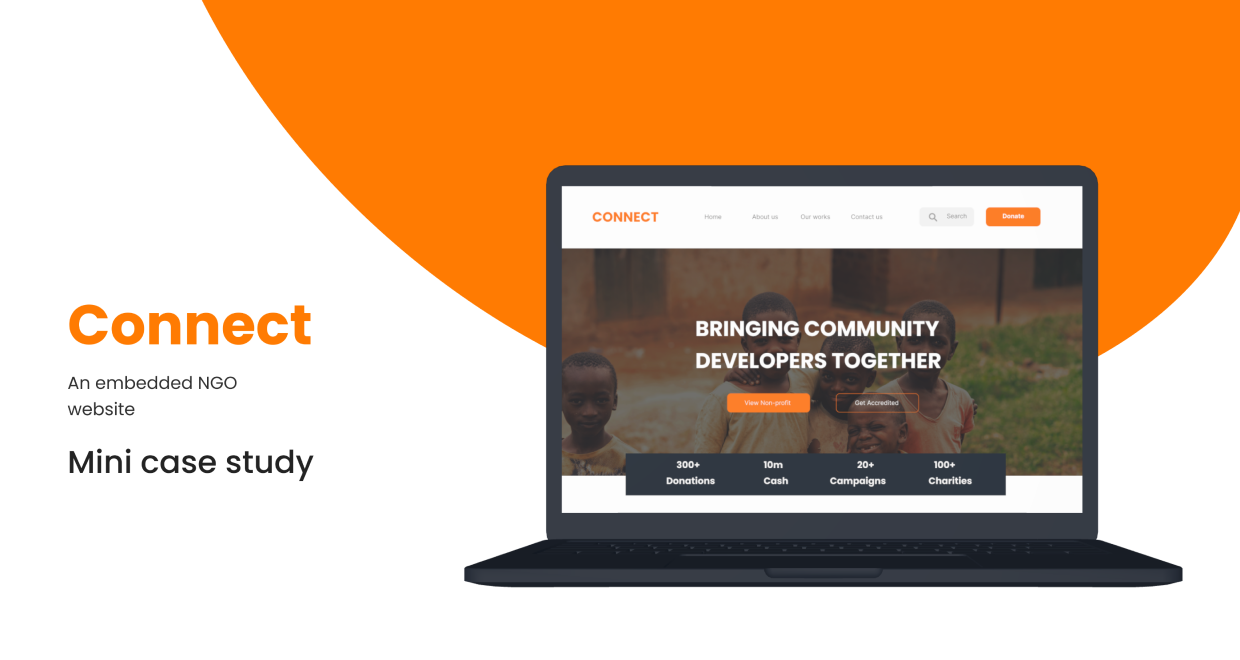 Connect
An embedded NGO
website
Mini case study
CONNECT
Home
About us
Our works
Contact us
Search
Donate
BRINGING COMMUNITY
DEVELOPERS TOGETHER
View Non-profit
Get Accredited
300+
Donations
10m
Cash
20+
Campaigns
100+
Charities